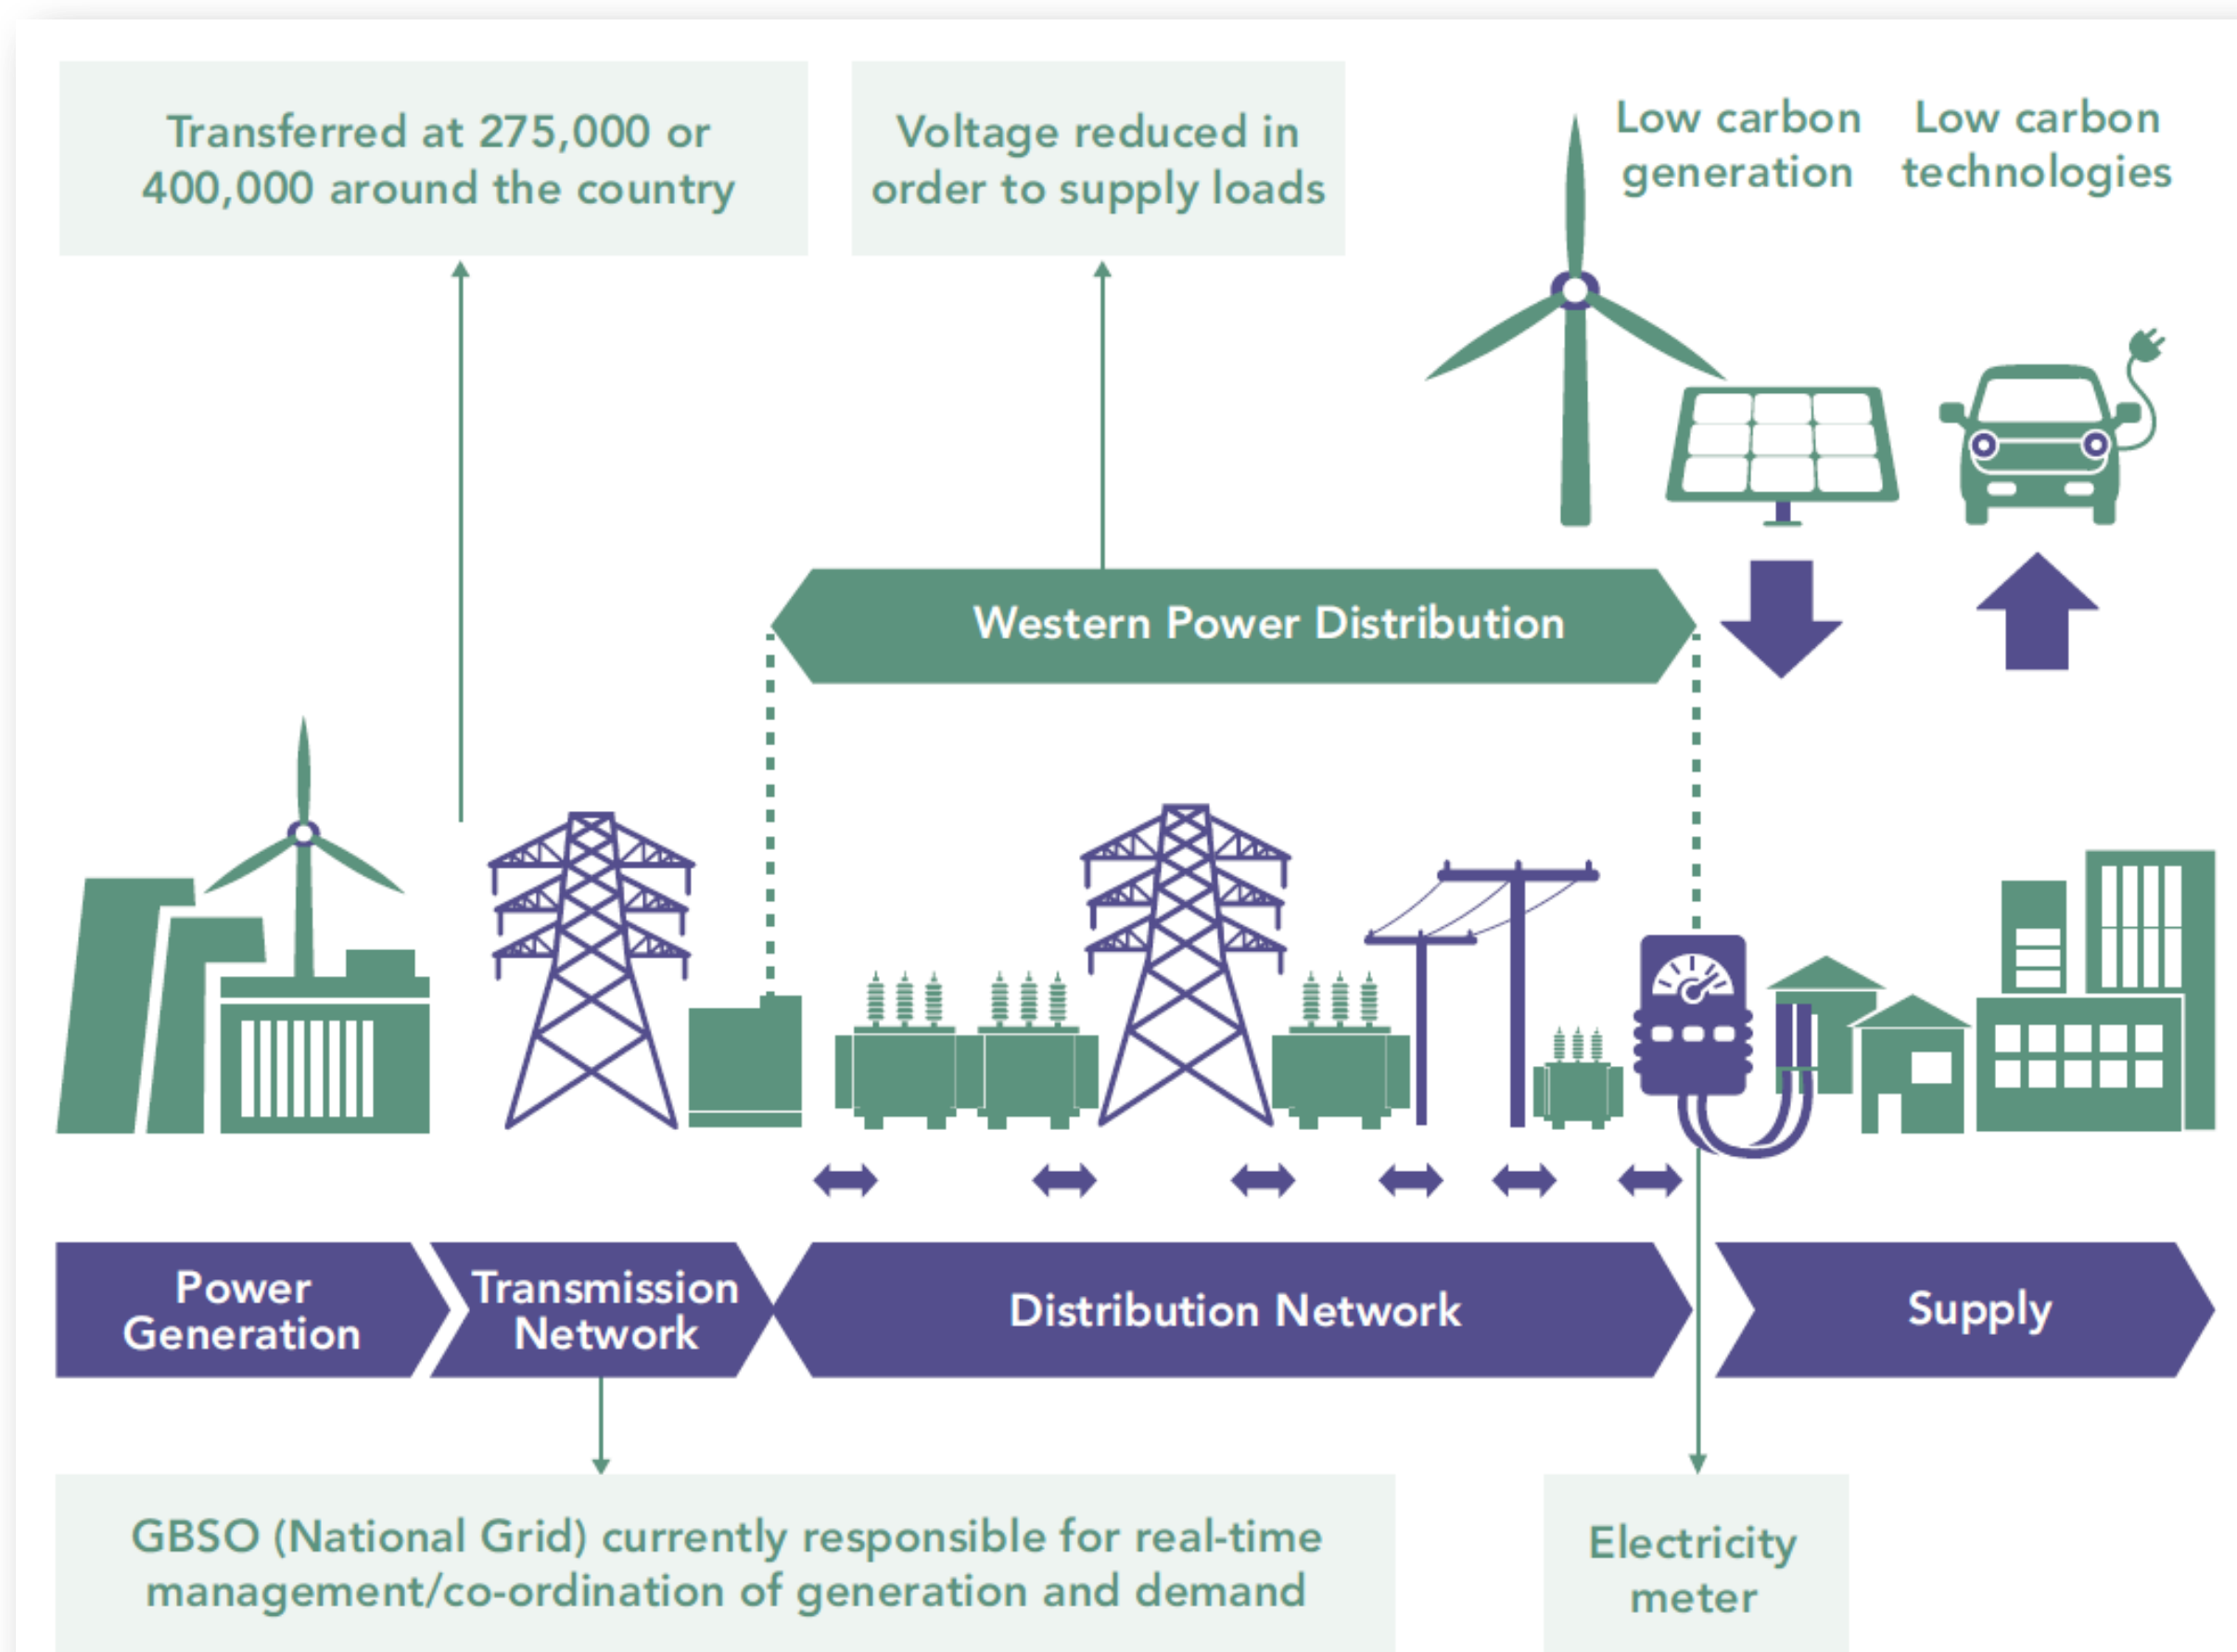 Transferred at 275,000 or
400,000 around the country
Voltage reduced in
order to supply loads
Low carbon
generation
Low carbon
technologies
Western Power Distribution
Power
Generation
Transmission
Network
Distribution Network
Supply
GBSO (National Grid) currently responsible for real-time
management/co-ordination of generation and demand
Electricity
meter